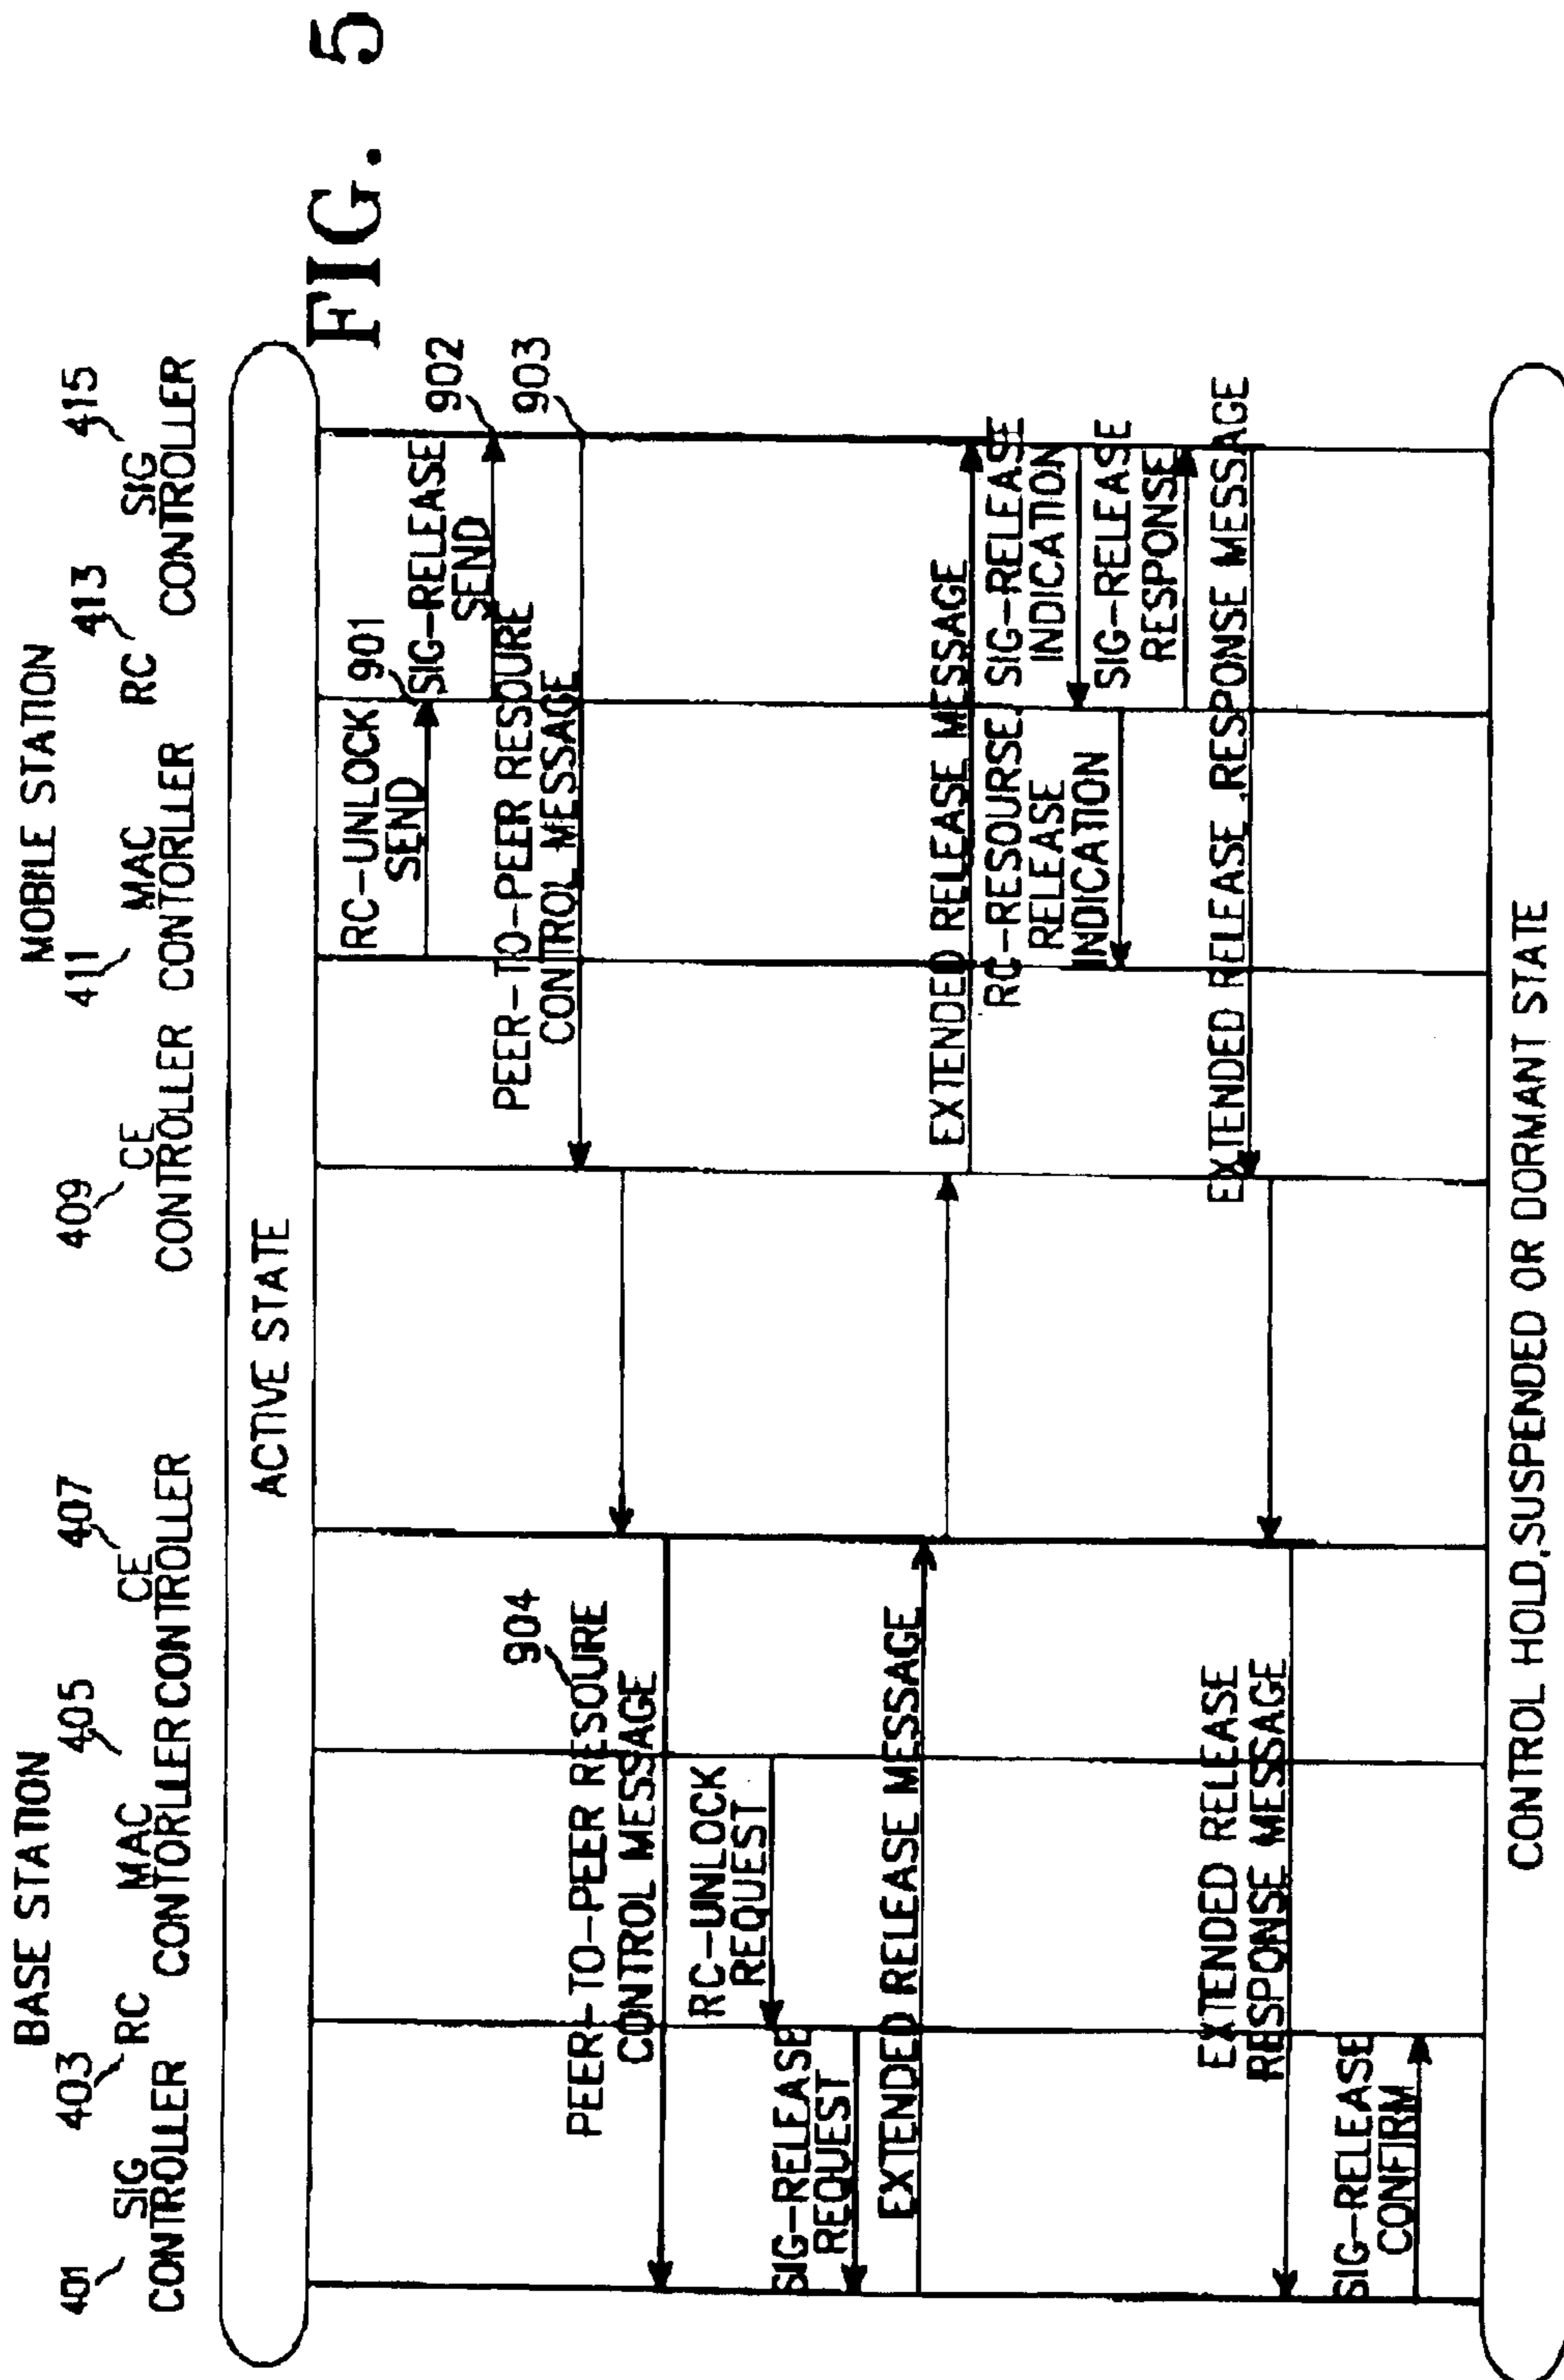 FIG. 5
BASE STATION
MOBILE STATION
401
SIG
CONTROLLER
403
RC
405
MAC
CONTORLLER
407
CE
CONTROLLER
409
CE
CONTROLLER
411
MAC
CONTORLLER
413
RC
415
SIG
CONTROLLER
ACTIVE STATE
RC-UNLOCK
SEND
901
SIG-RELEASE
SEND
902
PEER-TO-PEER RESOURE
CONTROL MESSAGE
903
904
PEER-TO-PEER RESOURE
CONTROL MESSAGE
RC-UNLOCK
REQUEST
SIG-RELEASE
REQUEST
EXTENDED RELEASE MESSAGE
EXTENDED RELEASE MESSAGE
SIG-RELEASE
INDICATION
RC-RESOURSE
RELEASE
INDICATION
SIG-RELEASE
RESPONSE
EXTENDED RELEASE RESPONSE MESSAGE
EXTENDED RELEASE
RESPONSE MESSAGE
SIG-RELEASE
CONFIRM
CONTROL HOLD,SUSPENDED OR DORMANT STATE